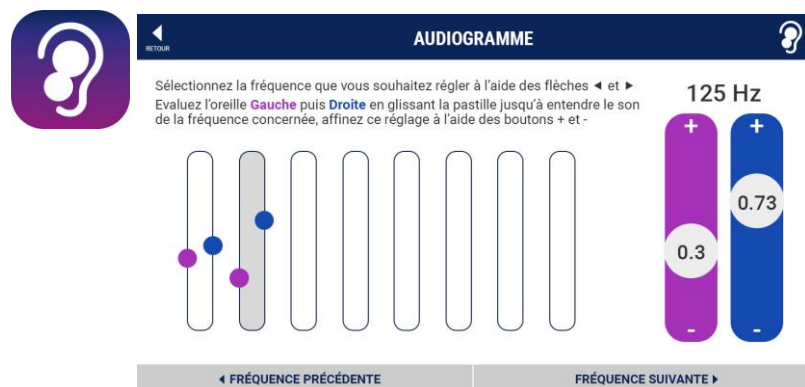 RETOUR
AUDIOGRAMME
Sélectionnez la fréquence que vous souhaitez régler à l'aide des flèches ◄ et ►
Evaluez l'oreille Gauche puis Droite en glissant la pastille jusqu'à entendre le son
de la fréquence concernée, affinez ce réglage à l'aide des boutons + et -
125 Hz
+ +
0.73
0.3
- -
◄ FRÉQUENCE PRÉCÉDENTE
FRÉQUENCE SUIVANTE ►